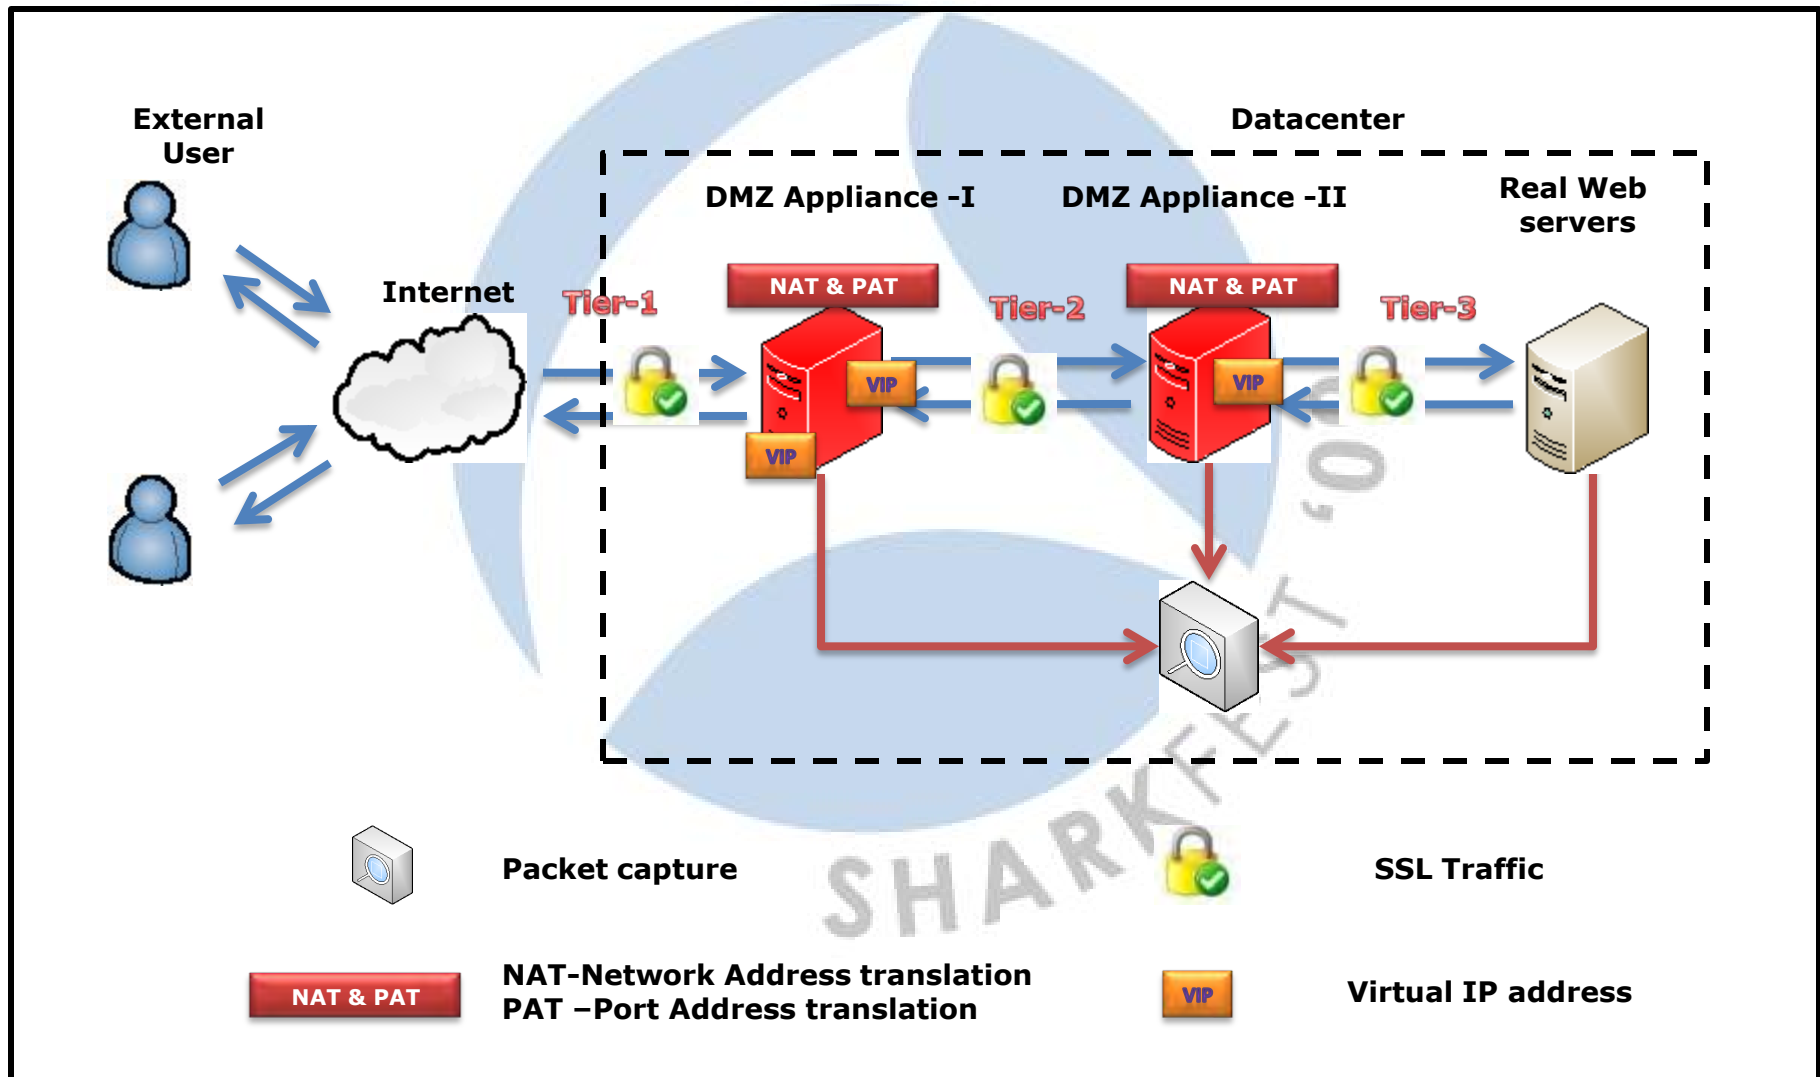 External
User
Datacenter
DMZ Appliance -I
DMZ Appliance -II
Real Web
servers
Internet
NAT & PAT
NAT & PAT
Tier-1
Tier-2
Tier-3
VIP
VIP
VIP
SHARKFEST '0
Packet capture
SSL Traffic
NAT & PAT
NAT-Network Address translation
PAT –Port Address translation
VIP
Virtual IP address